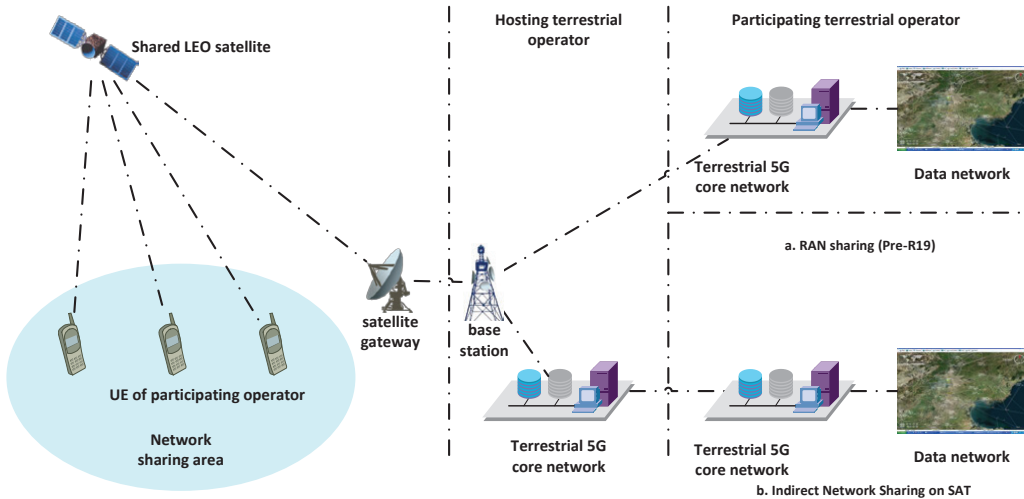 Shared LEO satellite
Hosting terrestrial
operator
Participating terrestrial operator
Terrestrial 5G
core network
Data network
a. RAN sharing (Pre-R19)
satellite
gateway
base
station
UE of participating operator
Network
sharing area
Terrestrial 5G
core network
Terrestrial 5G
core network
Data network
b. Indirect Network Sharing on SAT